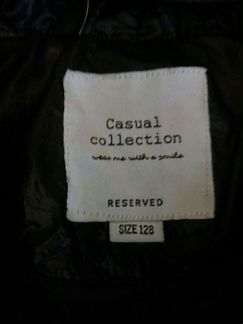 Casual
collection
wear me with a smile
RESERVED
SIZE 128